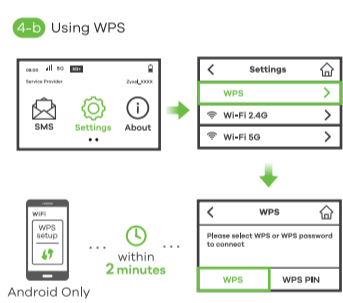 4-b Using WPS
09:00 5G
Service Provider Zyxel_XXXX
SMS Settings About
Settings
WPS
Wi-Fi 2.4G
Wi-Fi 5G
WiFi
WPS
setup
within
2 minutes
Android Only
WPS
Please select WPS or WPS password
to connect
WPS WPS PIN